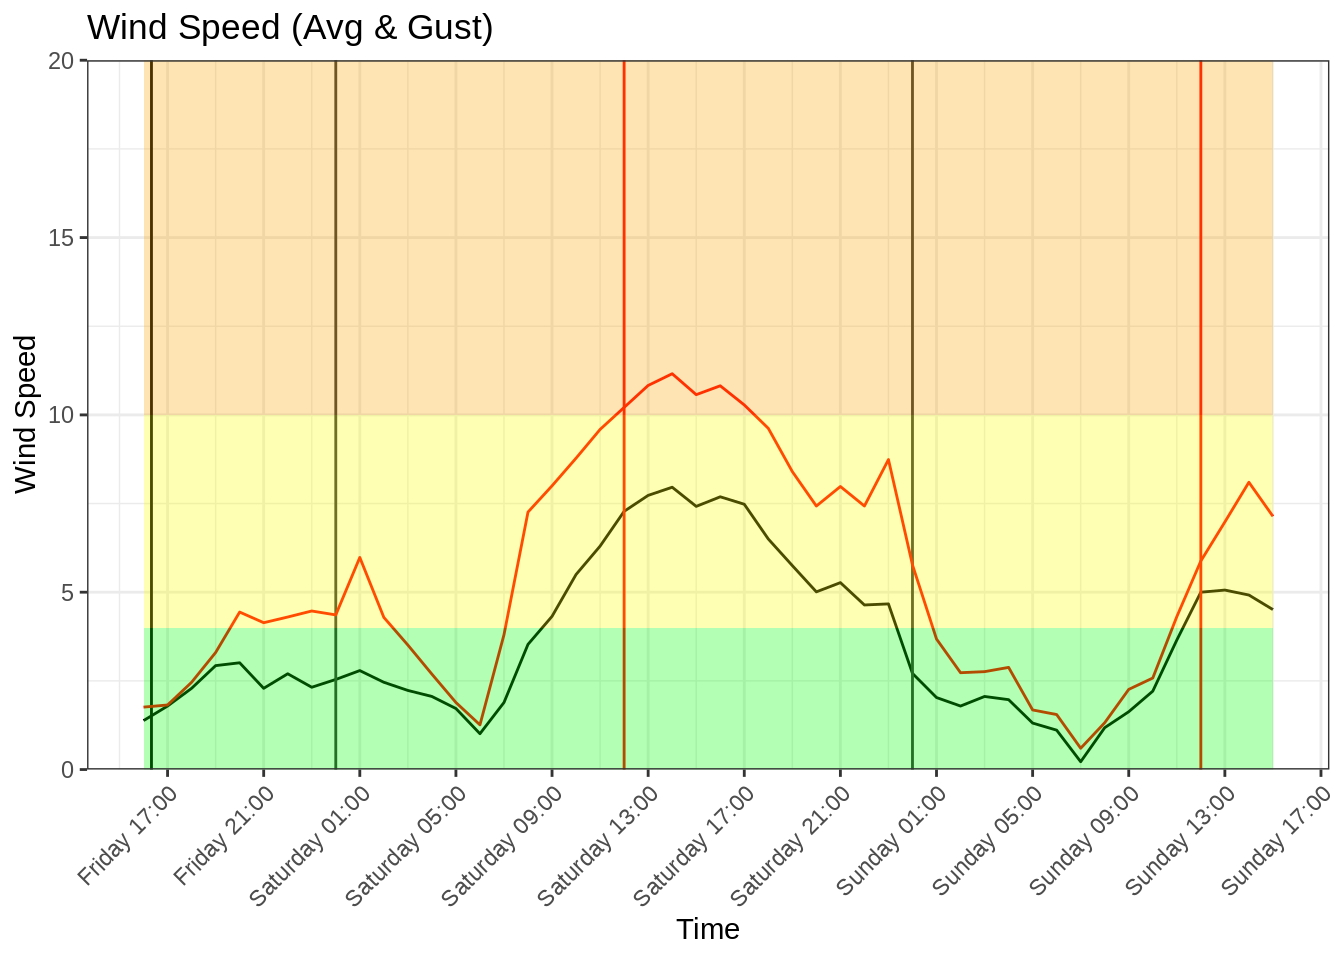 Wind Speed (Avg & Gust)
20
15
10
5
0
Wind Speed
Friday 17:00
Friday 21:00
Saturday 01:00
Saturday 05:00
Saturday 09:00
Saturday 13:00
Saturday 17:00
Saturday 21:00
Sunday 01:00
Sunday 05:00
Sunday 09:00
Sunday 13:00
Sunday 17:00
Time